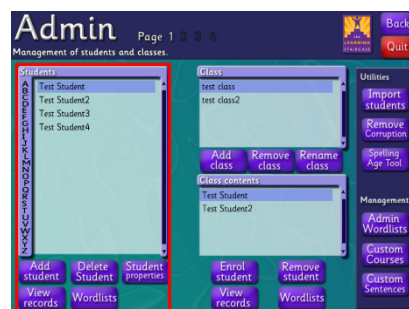 Admin Page 1 2 3 4
Management of students and classes.
THE LEARNING STAIRCASE
Back
Quit
Students
A
B
C
D
E
F
G
H
I
J
K
L
M
N
O
P
Q
R
S
T
U
V
W
X
Y
Z
Test Student
Test Student2
Test Student3
Test Student4
Add student
Delete Student
Student properties
View records
Wordlists
Class
test class
test class2
Add class
Remove class
Rename class
Class contents
Test Student
Test Student2
Enrol student
Remove student
View records
Wordlists
Utilities
Import students
Remove Corruption
Spelling Age Tool
Management
Admin Wordlists
Custom Courses
Custom Sentences